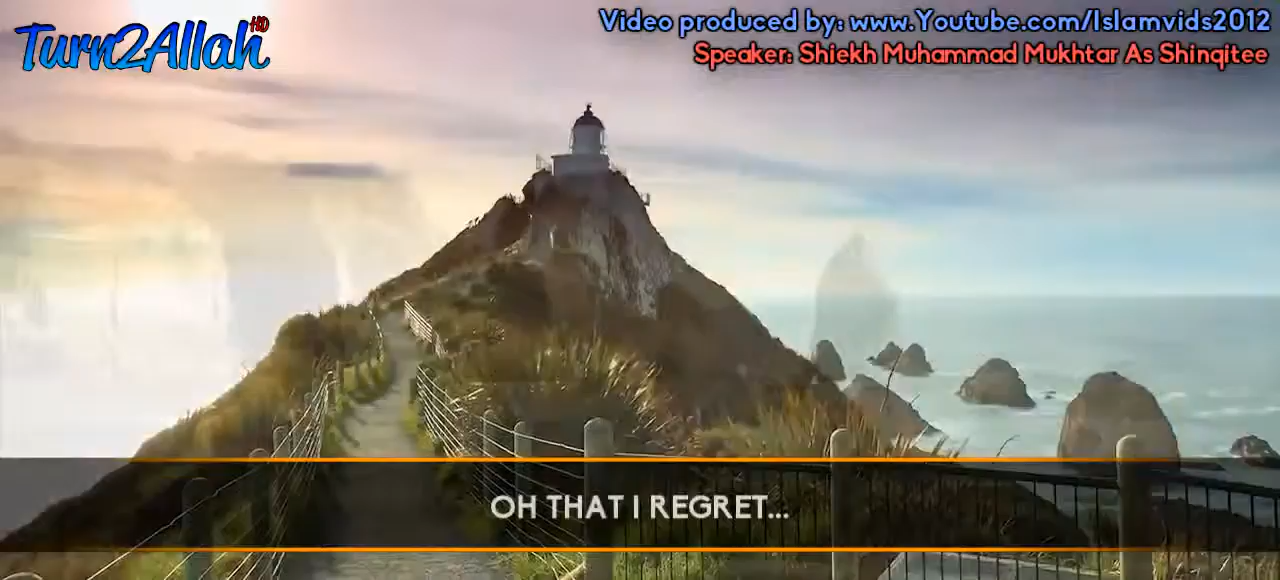 Turn2Allah HD
Video produced by: www.Youtube.com/Islamvids2012
Speaker: Shiekh Muhammad Mukhtar As Shinqitee
OH THAT I REGRET...